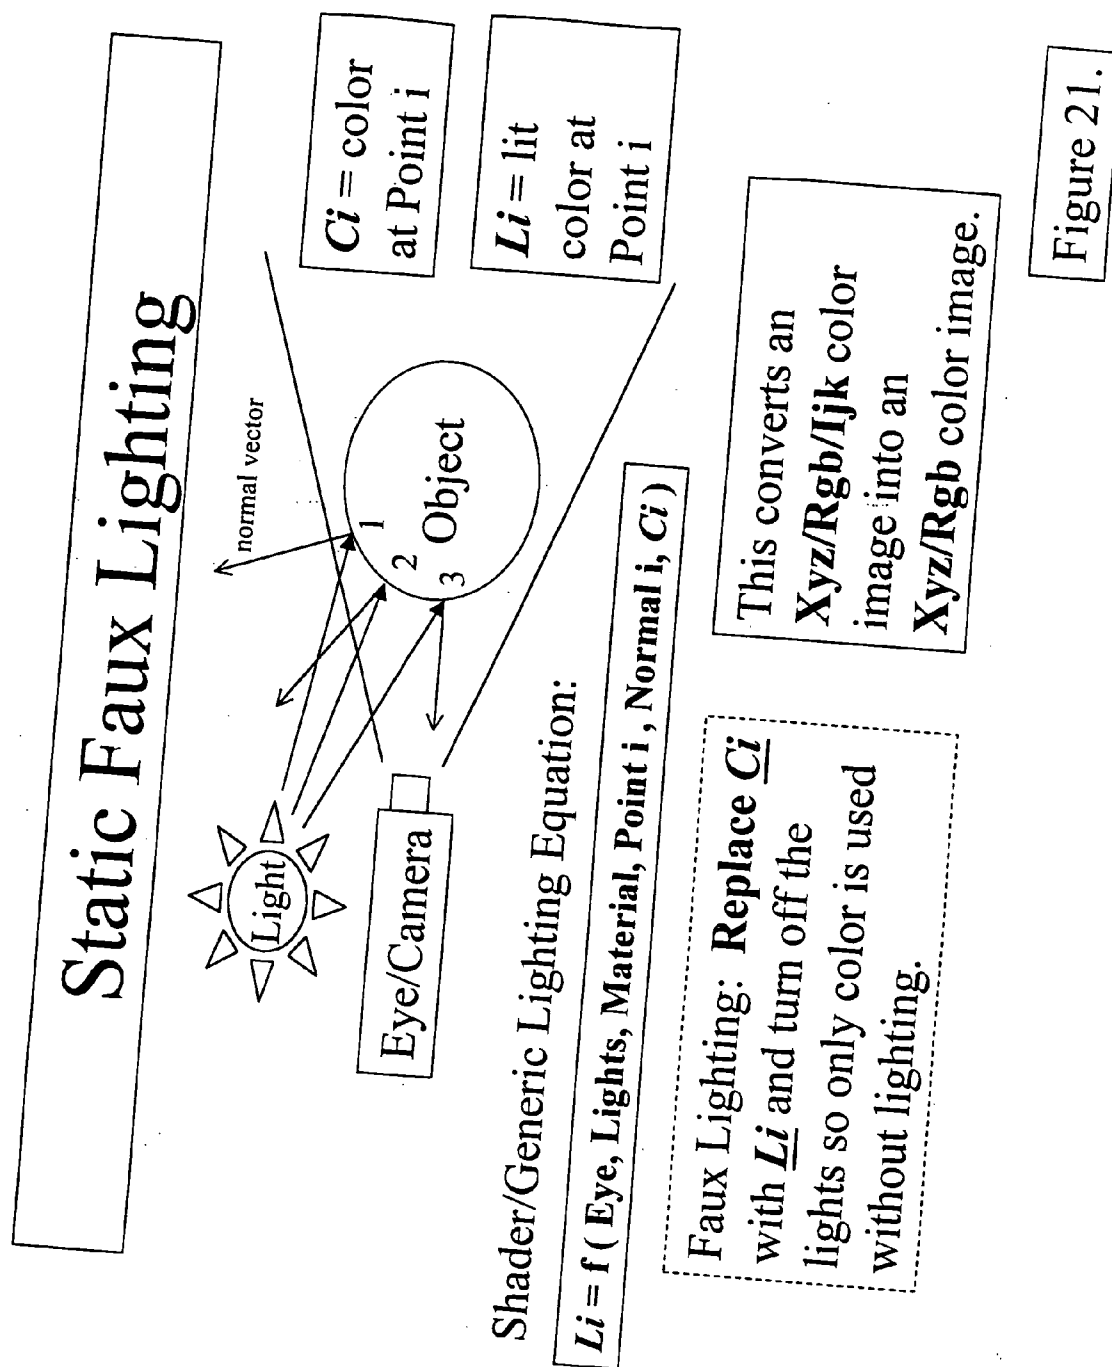 Static Faux Lighting
Light
normal vector
Eye/Camera
1
2
3
Object
Ci = color
at Point i
Li = lit
color at
Point i
Shader/Generic Lighting Equation:
Li = f ( Eye, Lights, Material, Point i , Normal i, Ci )
Faux Lighting: Replace Ci
with Li and turn off the
lights so only color is used
without lighting.
This converts an
Xyz/Rgb/Ijk color
image into an
Xyz/Rgb color image.
Figure 21.